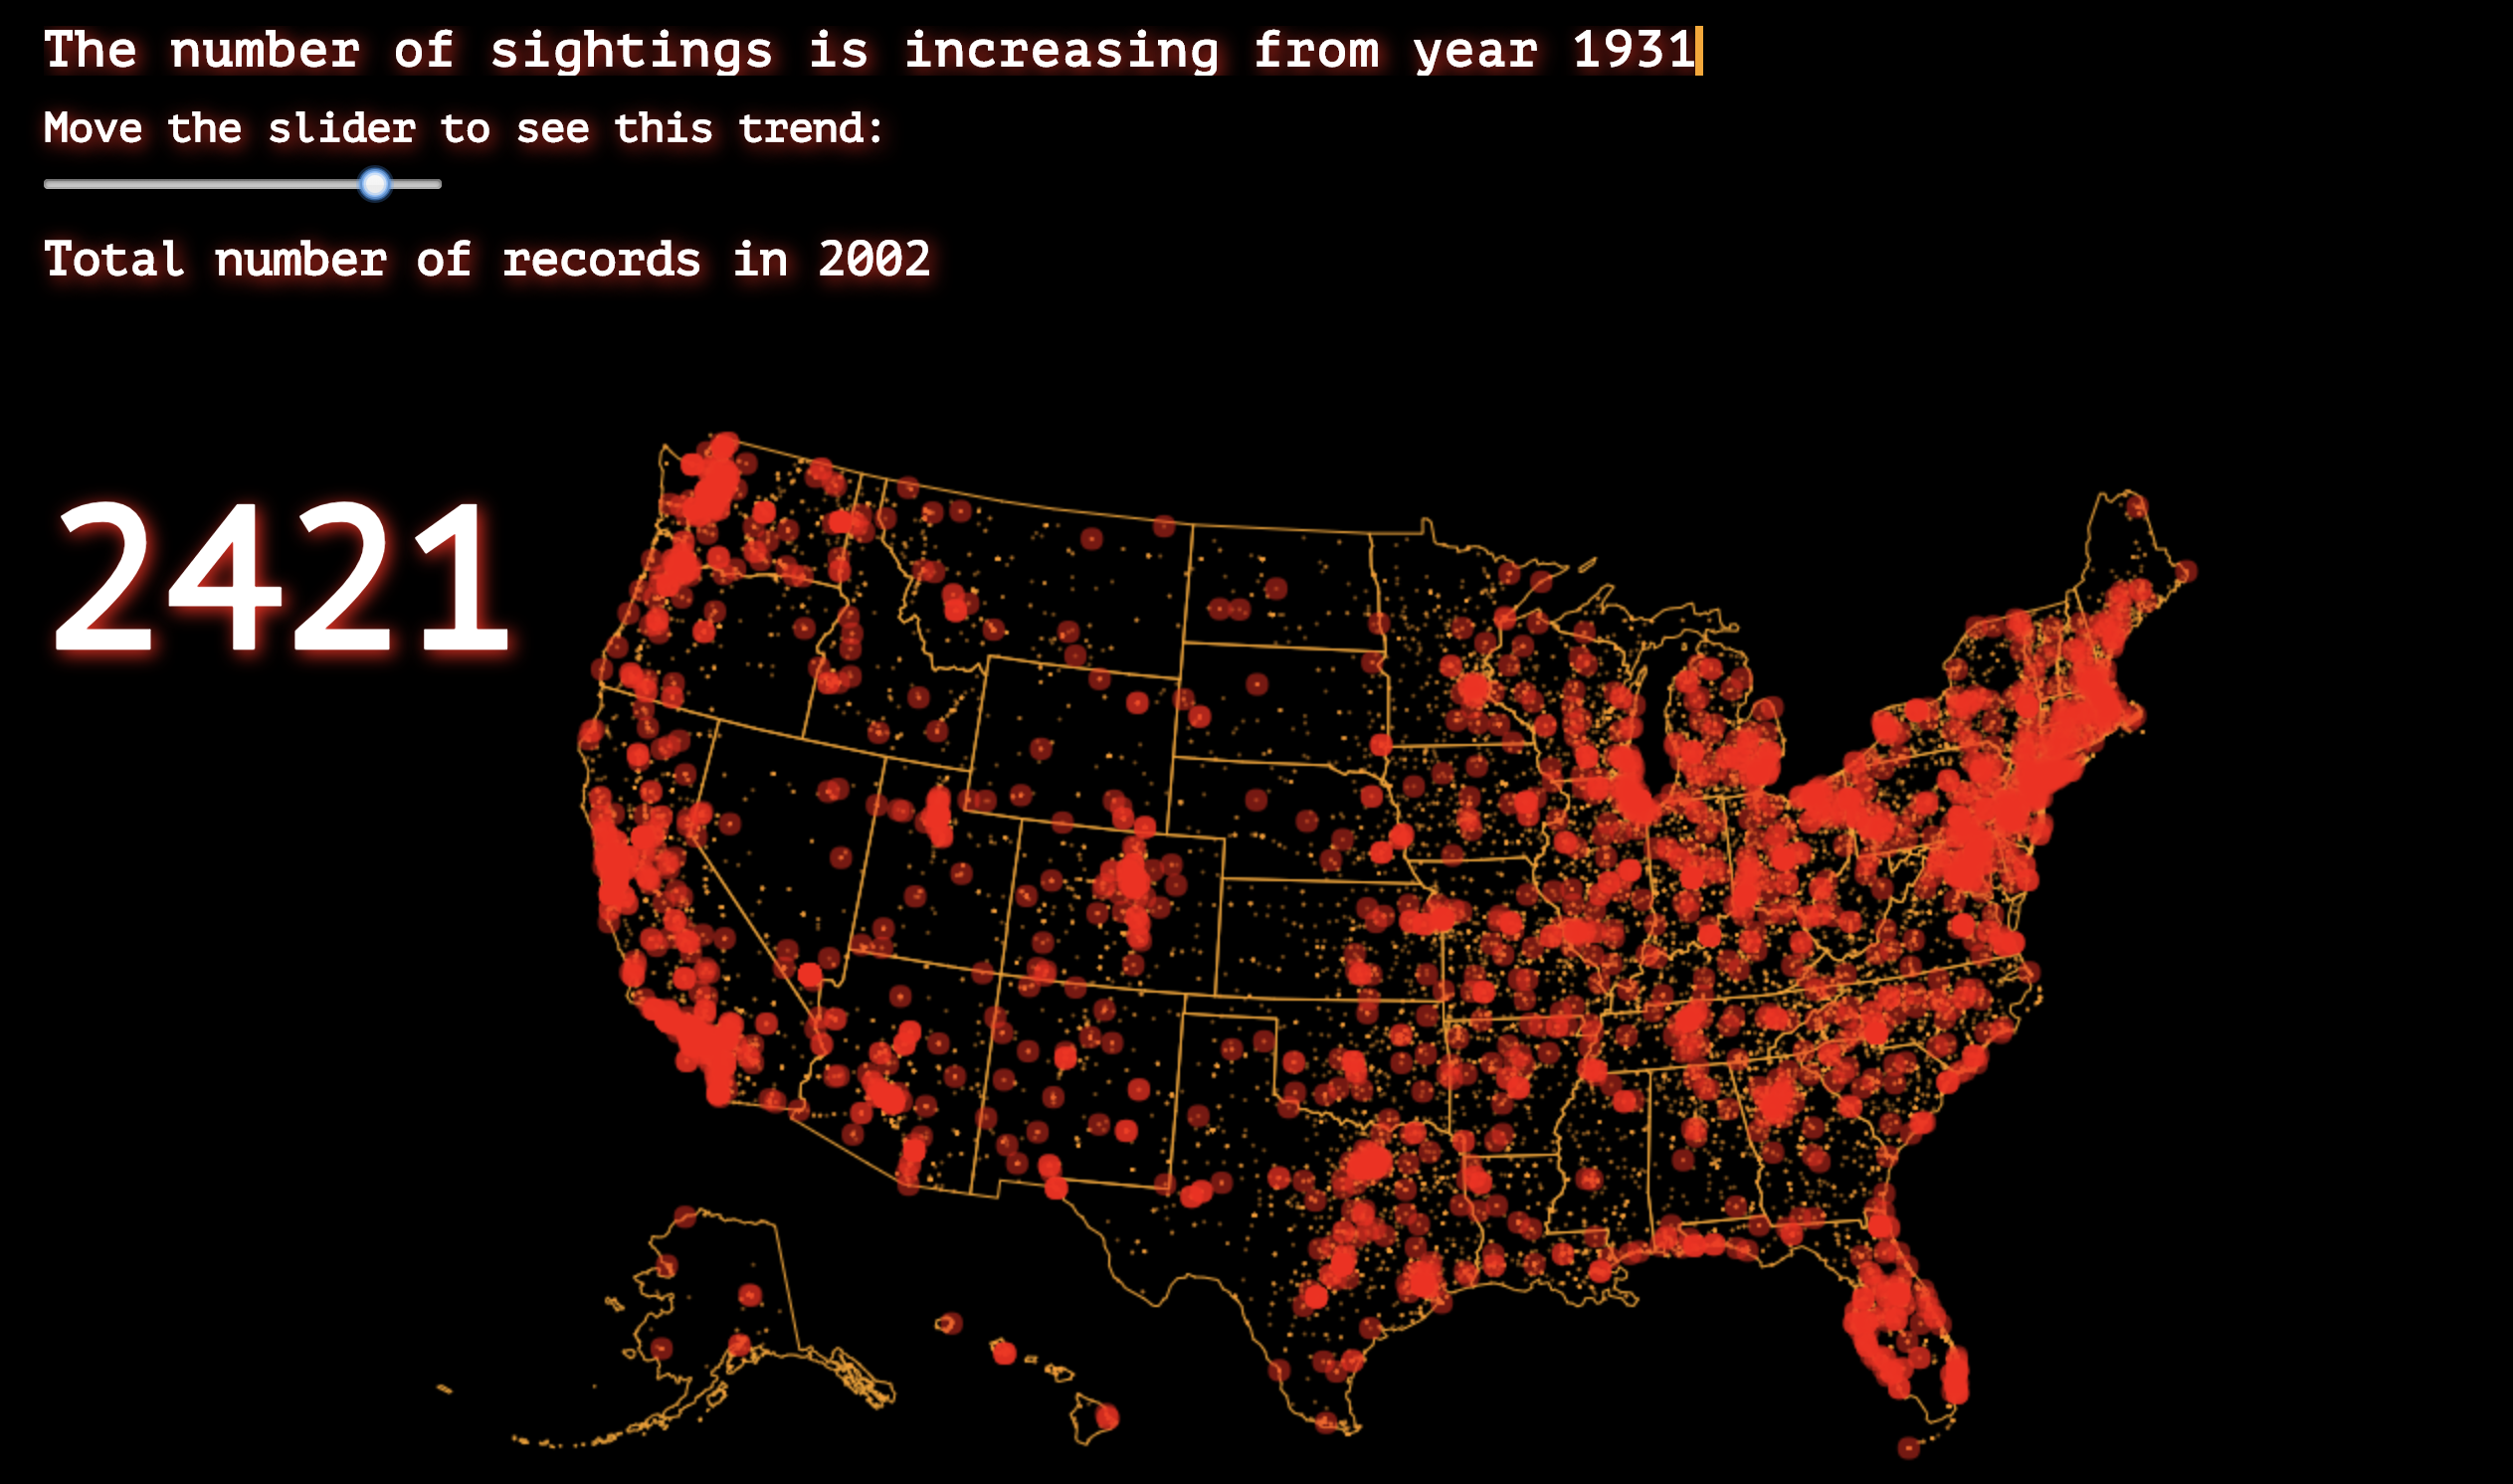 The number of sightings is increasing from year 1931
Move the slider to see this trend:
Total number of records in 2002
2421